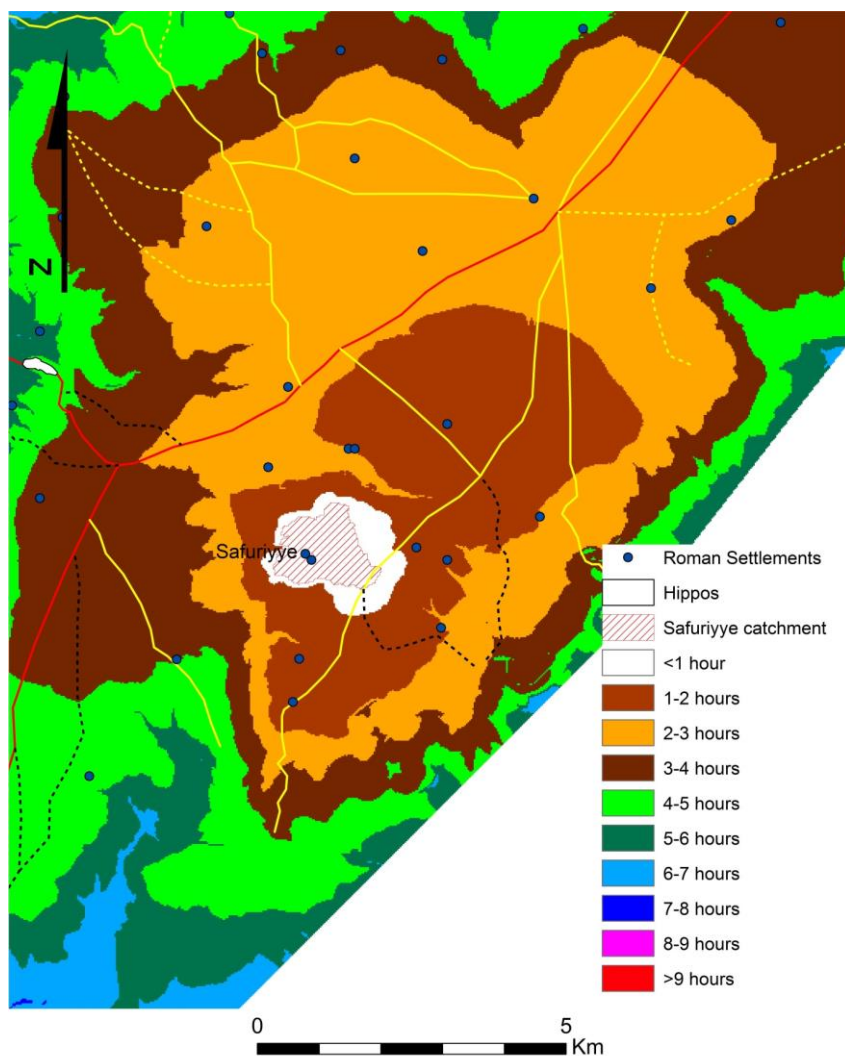 N
Safuriyye
Roman Settlements
Hippos
Safuriyye catchment
<1 hour
1-2 hours
2-3 hours
3-4 hours
4-5 hours
5-6 hours
6-7 hours
7-8 hours
8-9 hours
>9 hours
0 5
Km